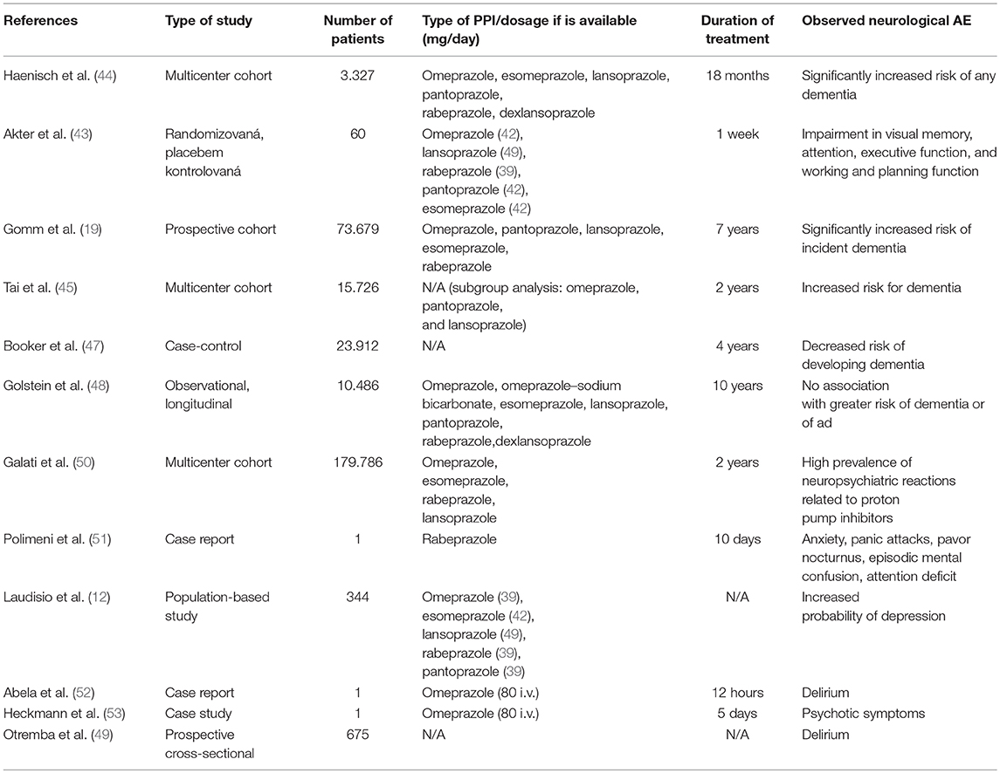 References Type of study Number of Type of PPI/dosage if is available Duration of Observed neurological AE
patients (mg/day) treatment
Haenisch et al. (44) Multicenter cohort 3.327 Omeprazole, esomeprazole, lansoprazole, 18 months Significantly increased risk of any
pantoprazole, dementia
rabeprazole, dexlansoprazole
Akter et al. (43) Randomizovaná, 60 Omeprazole (42), 1 week Impairment in visual memory,
placebem lansoprazole (49), attention, executive function, and
kontrolovaná rabeprazole (39), working and planning function
pantoprazole (42),
esomeprazole (42)
Gomm et al. (19) Prospective cohort 73.679 Omeprazole, pantoprazole, lansoprazole, 7 years Significantly increased risk of
esomeprazole, incident dementia
rabeprazole
Tai et al. (45) Multicenter cohort 15.726 N/A (subgroup analysis: omeprazole, 2 years Increased risk for dementia
pantoprazole,
and lansoprazole)
Booker et al. (47) Case-control 23.912 N/A 4 years Decreased risk of
developing dementia
Golstein et al. (48) Observational, 10.486 Omeprazole, omeprazole–sodium 10 years No association
longitudinal bicarbonate, esomeprazole, lansoprazole, with greater risk of dementia or
pantoprazole, of ad
rabeprazole,dexlansoprazole
Galati et al. (50) Multicenter cohort 179.786 Omeprazole, 2 years High prevalence of
esomeprazole, neuropsychiatric reactions
rabeprazole, related to proton
lansoprazole pump inhibitors
Polimeni et al. (51) Case report 1 Rabeprazole 10 days Anxiety, panic attacks, pavor
nocturnus, episodic mental
confusion, attention deficit
Laudisio et al. (12) Population-based 344 Omeprazole (39), N/A Increased
study esomeprazole (42), probability of depression
lansoprazole (49),
rabeprazole (39),
pantoprazole (39)
Abela et al. (52) Case report 1 Omeprazole (80 i.v.) 12 hours Delirium
Heckmann et al. (53) Case study 1 Omeprazole (80 i.v.) 5 days Psychotic symptoms
Otremba et al. (49) Prospective 675 N/A N/A Delirium
cross-sectional